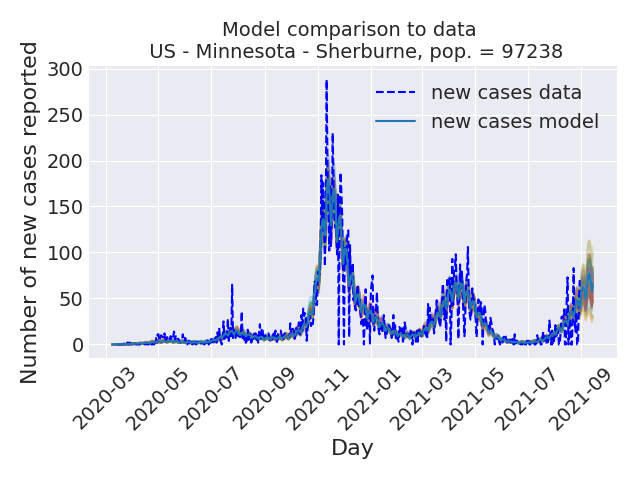 Model comparison to data
US - Minnesota - Sherburne, pop. = 97238
Number of new cases reported
300
250
200
150
100
50
0
new cases data
new cases model
2020-03
2020-05
2020-07
2020-09
2020-11
2021-01
2021-03
2021-05
2021-07
2021-09
Day